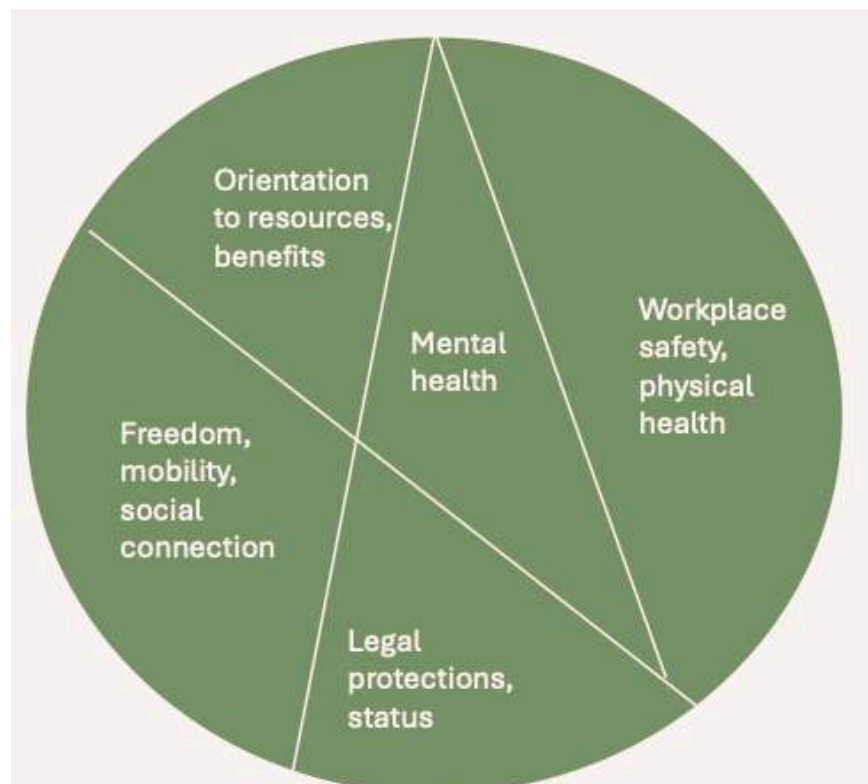 Orientation
to resources,
benefits
Mental
health
Workplace
safety,
physical
health
Freedom,
mobility,
social
connection
Legal
protections,
status